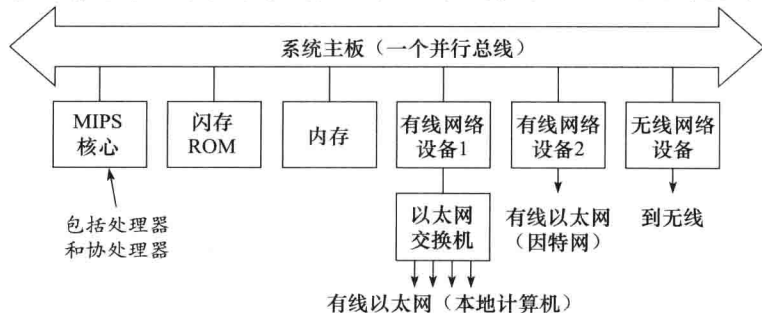 系统主板（一个并行总线）
MIPS
核心
闪存
ROM
内存
有线网络
设备1
有线网络
设备2
无线网络
设备
包括处理器
和协处理器
以太网
交换机
有线以太网
（因特网）
到无线
有线以太网（本地计算机）